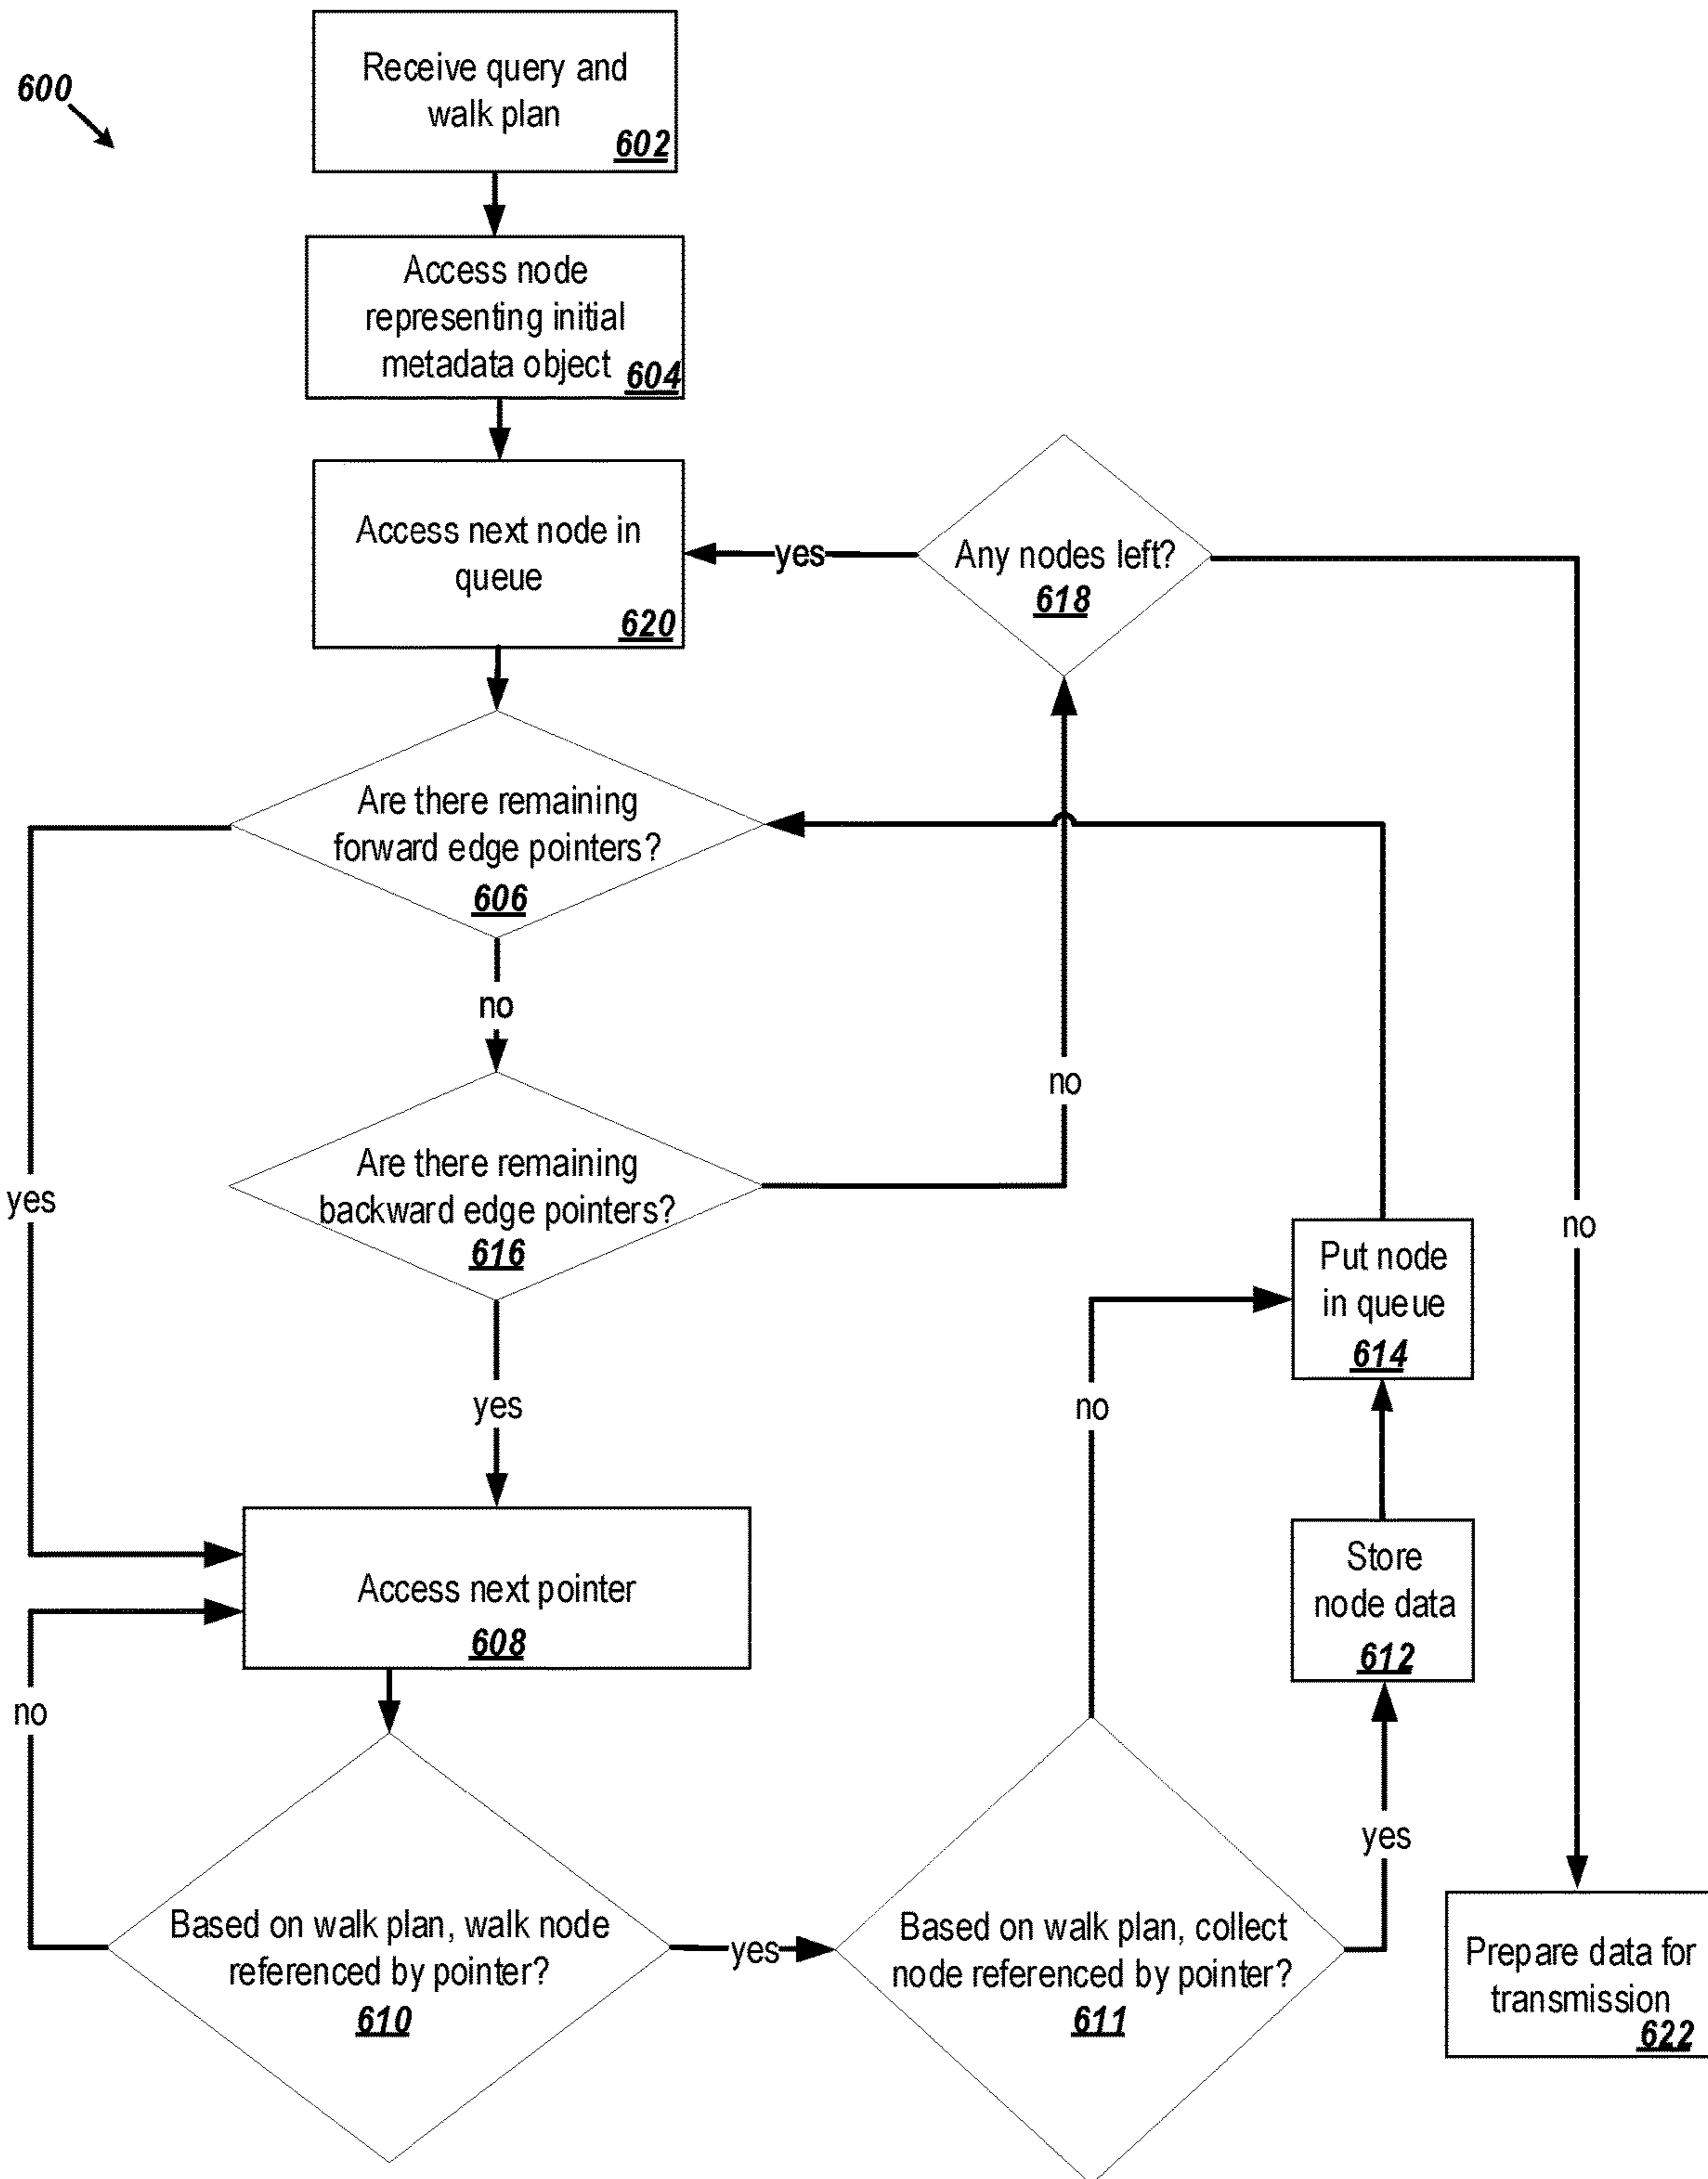 600
Receive query and
walk plan
602
Access node
representing initial
metadata object
604
Access next node in
queue
620
yes
Any nodes left?
618
Are there remaining
forward edge pointers?
606
no
no
Are there remaining
backward edge pointers?
616
yes
no
Put node
in queue
614
yes
no
Store
node data
612
Access next pointer
608
no
yes
Based on walk plan, walk node
referenced by pointer?
610
yes
Based on walk plan, collect
node referenced by pointer?
611
Prepare data for
transmission
622